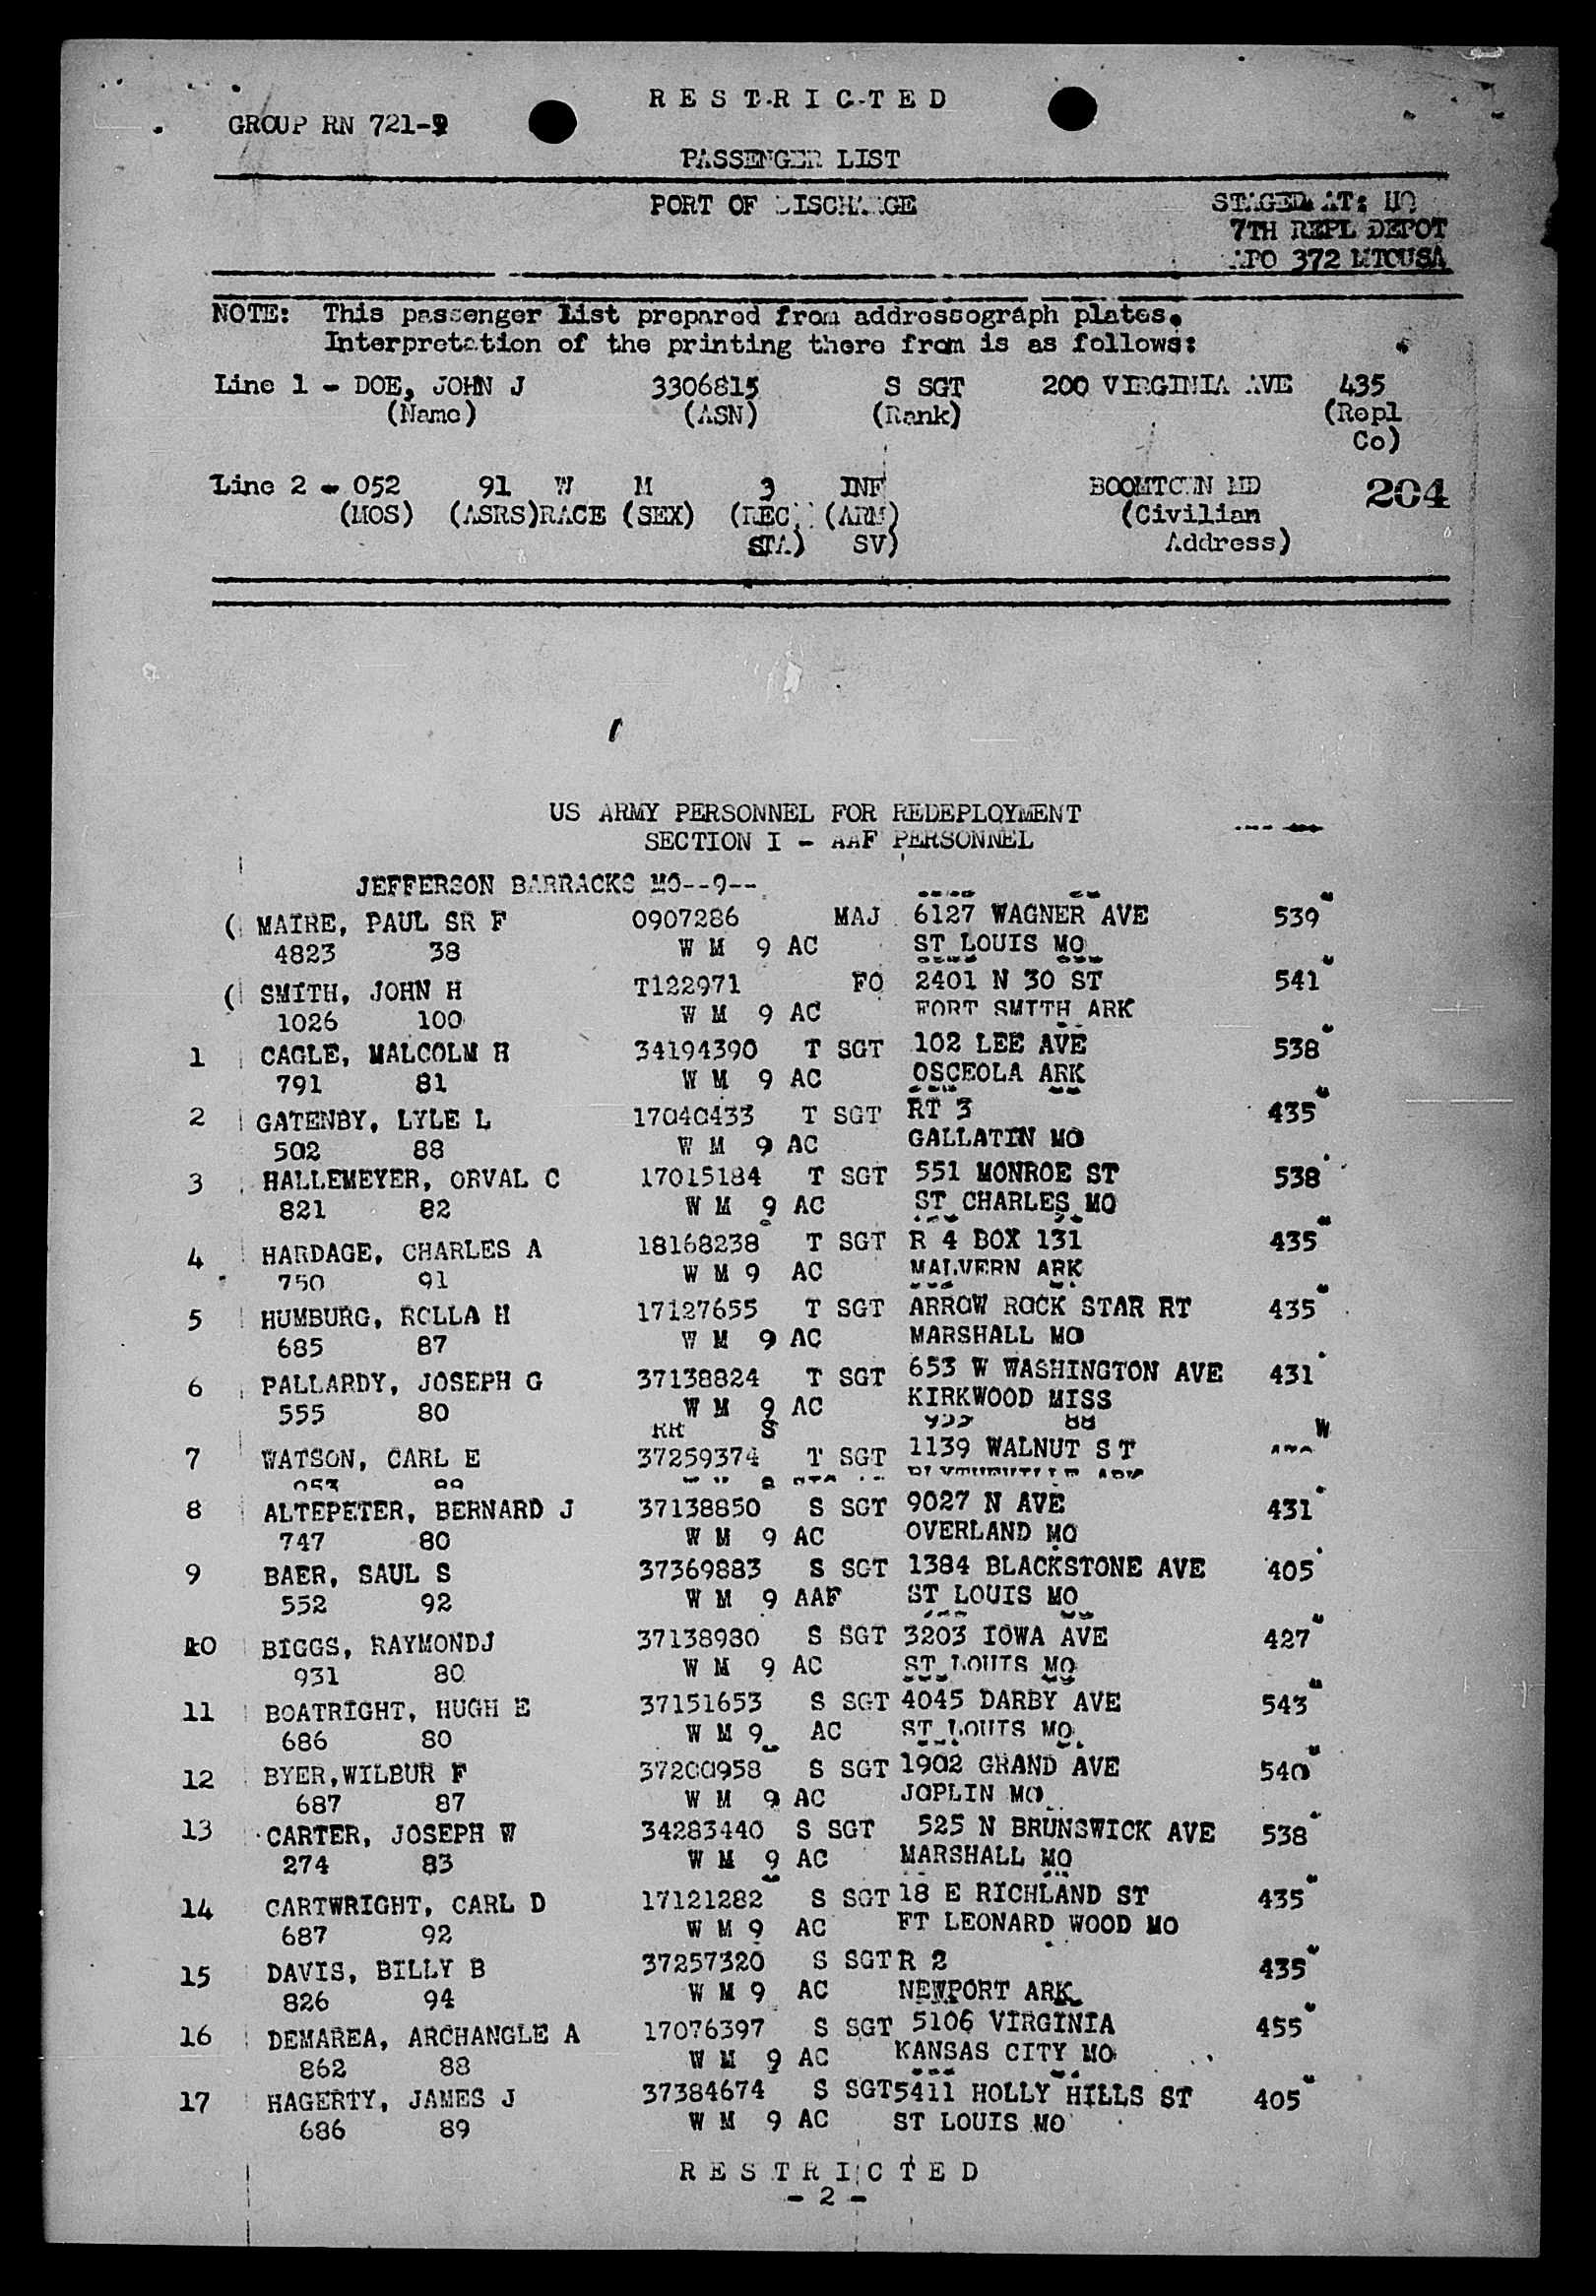 R E S T R I C T E D
GROUP RN 721-9
PASSENGER LIST
PORT OF DISCHARGE
STAGED AT: HQ
7TH REPL DEPOT
APO 372 MTOUSA
NOTE: This passenger list prepared from addressograph plates.
Interpretation of the printing there from is as follows:
Line 1 - DOE, JOHN J 3306815 S SGT 200 VIRGINIA AVE 435
(Name) (ASN) (Rank) (Repl
Co)
Line 2 - 052 91 W M 9 INF BOOMTOWN MD 204
(MOS) (ASRS)RACE (SEX) (REC (ARM) (Civilian
STA) SV) Address)
US ARMY PERSONNEL FOR REDEPLOYMENT
SECTION I - AAF PERSONNEL
JEFFERSON BARRACKS MO--9--
( MAIRE, PAUL SR F 0907286 MAJ 6127 WAGNER AVE 539
4823 38 W M 9 AC ST LOUIS MO
( SMITH, JOHN H T122971 FO 2401 N 30 ST 541
1026 100 W M 9 AC FORT SMITH ARK
1 CAGLE, MALCOLM H 34194390 T SGT 102 LEE AVE 538
791 81 W M 9 AC OSCEOLA ARK
2 GATENBY, LYLE L 17040433 T SGT RT 3 435
502 88 W M 9 AC GALLATIN MO
3 HALLEMEYER, ORVAL C 17015184 T SGT 551 MONROE ST 538
821 82 W M 9 AC ST CHARLES MO
4 HARDAGE, CHARLES A 18168238 T SGT R 4 BOX 131 435
750 91 W M 9 AC MALVERN ARK
5 HUMBURG, ROLLA H 17127655 T SGT ARROW ROCK STAR RT 435
685 87 W M 9 AC MARSHALL MO
6 PALLARDY, JOSEPH G 37138824 T SGT 653 W WASHINGTON AVE 431
555 80 W M 9 AC KIRKWOOD MISS
7 WATSON, CARL E 37259374 T SGT 1139 WALNUT S T
8 ALTEPETER, BERNARD J 37138850 S SGT 9027 N AVE 431
747 80 W M 9 AC OVERLAND MO
9 BAER, SAUL S 37369883 S SGT 1384 BLACKSTONE AVE 405
552 92 W M 9 AAF ST LOUIS MO
10 BIGGS, RAYMONDJ 37138980 S SGT 3203 IOWA AVE 427
931 80 W M 9 AC ST LOUIS MO
11 BOATRIGHT, HUGH E 37151653 S SGT 4045 DARBY AVE 543
686 80 W M 9 AC ST LOUIS MO
12 BYER,WILBUR F 37200958 S SGT 1902 GRAND AVE 540
687 87 W M 9 AC JOPLIN MO
13 CARTER, JOSEPH W 34283440 S SGT 525 N BRUNSWICK AVE 538
274 83 W M 9 AC MARSHALL MO
14 CARTWRIGHT, CARL D 17121282 S SGT 18 E RICHLAND ST 435
687 92 W M 9 AC FT LEONARD WOOD MO
15 DAVIS, BILLY B 37257320 S SGT R 2 435
826 94 W M 9 AC NEWPORT ARK
16 DEMAREA, ARCHANGLE A 17076397 S SGT 5106 VIRGINIA 455
862 88 W M 9 AC KANSAS CITY MO
17 HAGERTY, JAMES J 37384674 S SGT 5411 HOLLY HILLS ST 405
686 89 W M 9 AC ST LOUIS MO
R E S T R I C T E D
- 2 -